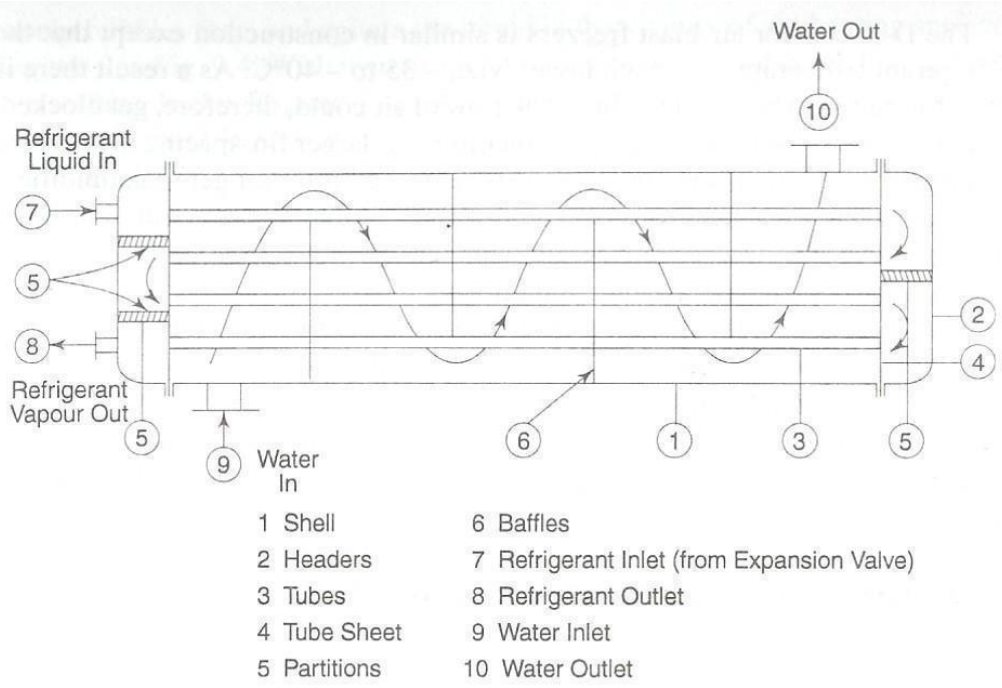 Water Out
10
Refrigerant
Liquid In
7
5
8
Refrigerant
Vapour Out
5
9
Water
In
6
1
3
5
4
2
1 Shell
2 Headers
3 Tubes
4 Tube Sheet
5 Partitions
6 Baffles
7 Refrigerant Inlet (from Expansion Valve)
8 Refrigerant Outlet
9 Water Inlet
10 Water Outlet